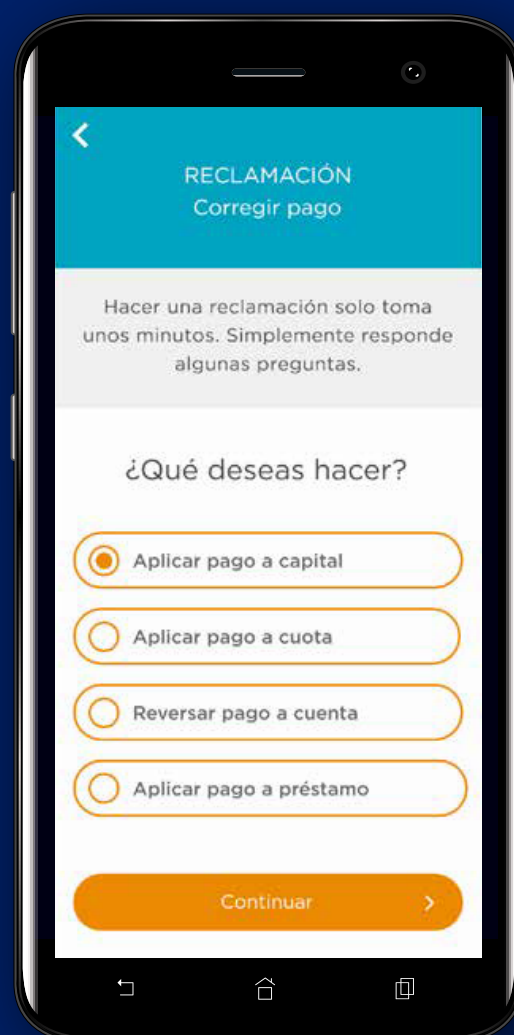 RECLAMACIÓN
Corregir pago
Hacer una reclamación solo toma
unos minutos. Simplemente responde
algunas preguntas.
¿Qué deseas hacer?
Aplicar pago a capital
Aplicar pago a cuota
Reversar pago a cuenta
Aplicar pago a préstamo
Continuar